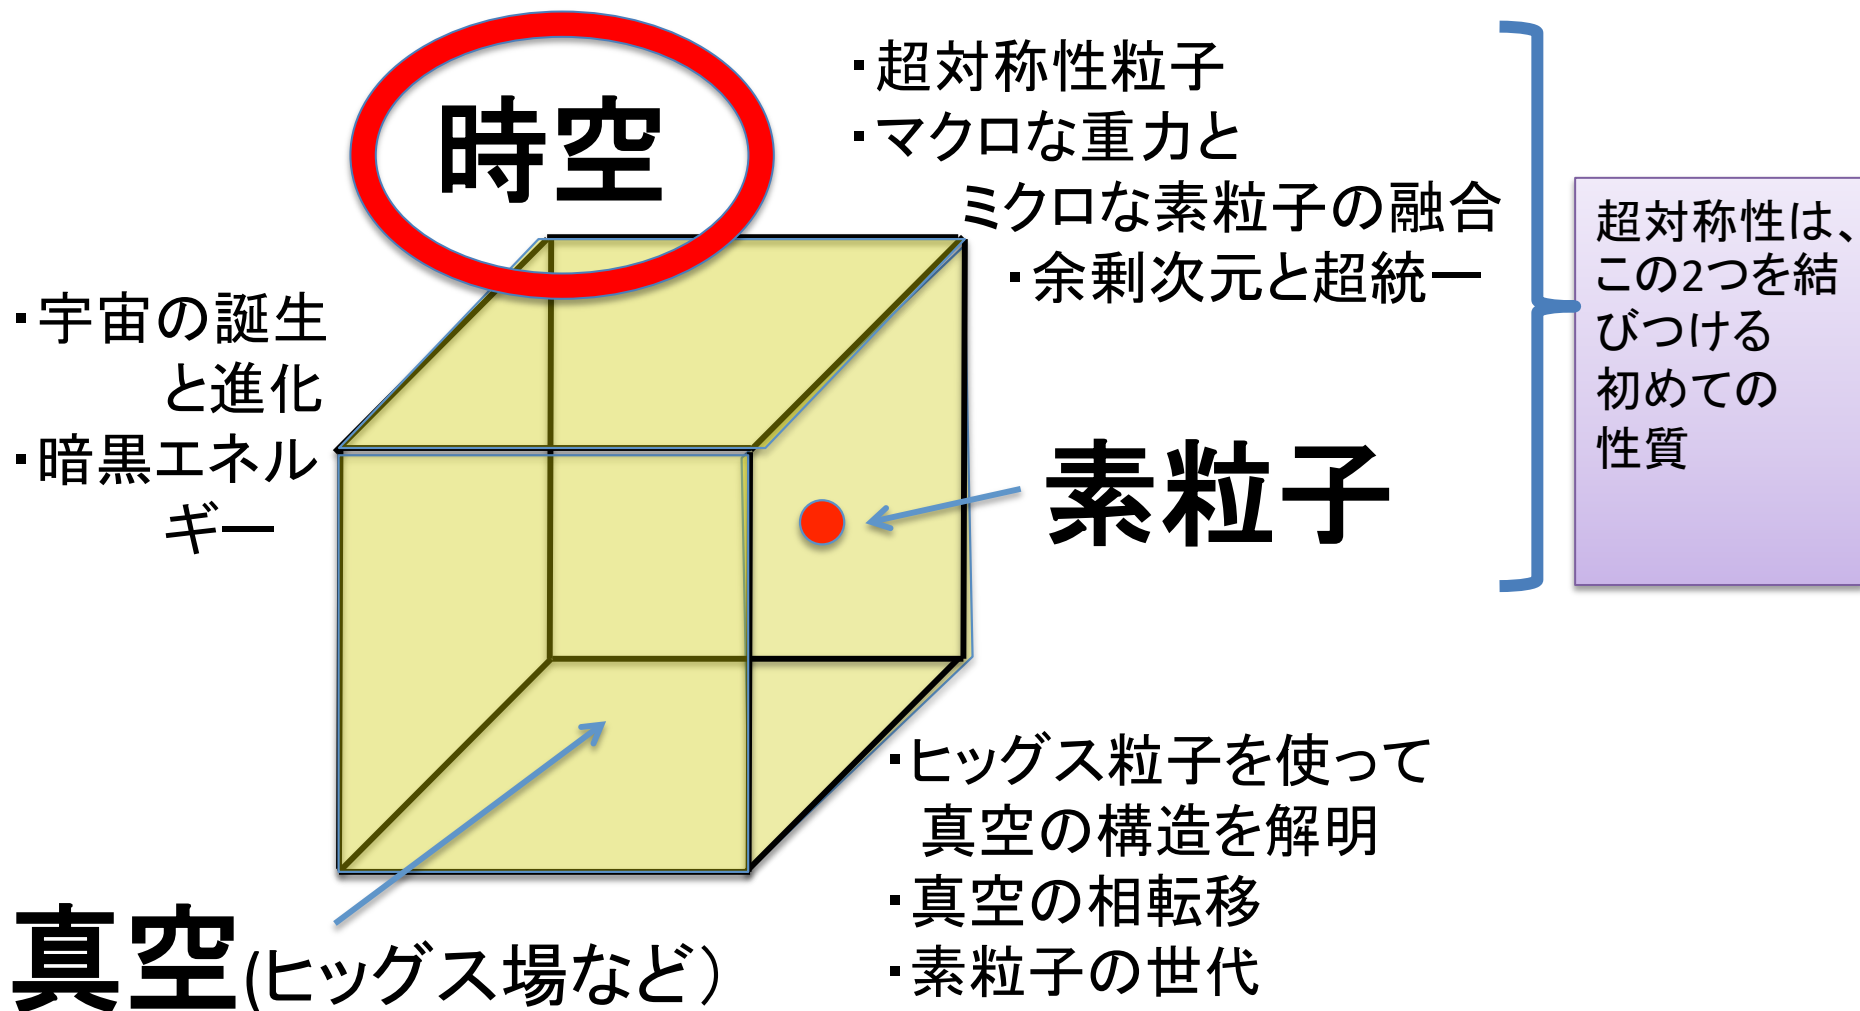 時空
・超対称性粒子
・マクロな重力と
ミクロな素粒子の融合
・余剰次元と超統一
超対称性は、
この2つを結
びつける
初めての
性質
・宇宙の誕生
と進化
・暗黒エネル
ギー
素粒子
・ヒッグス粒子を使って
真空の構造を解明
・真空の相転移
・素粒子の世代
真空(ヒッグス場など）